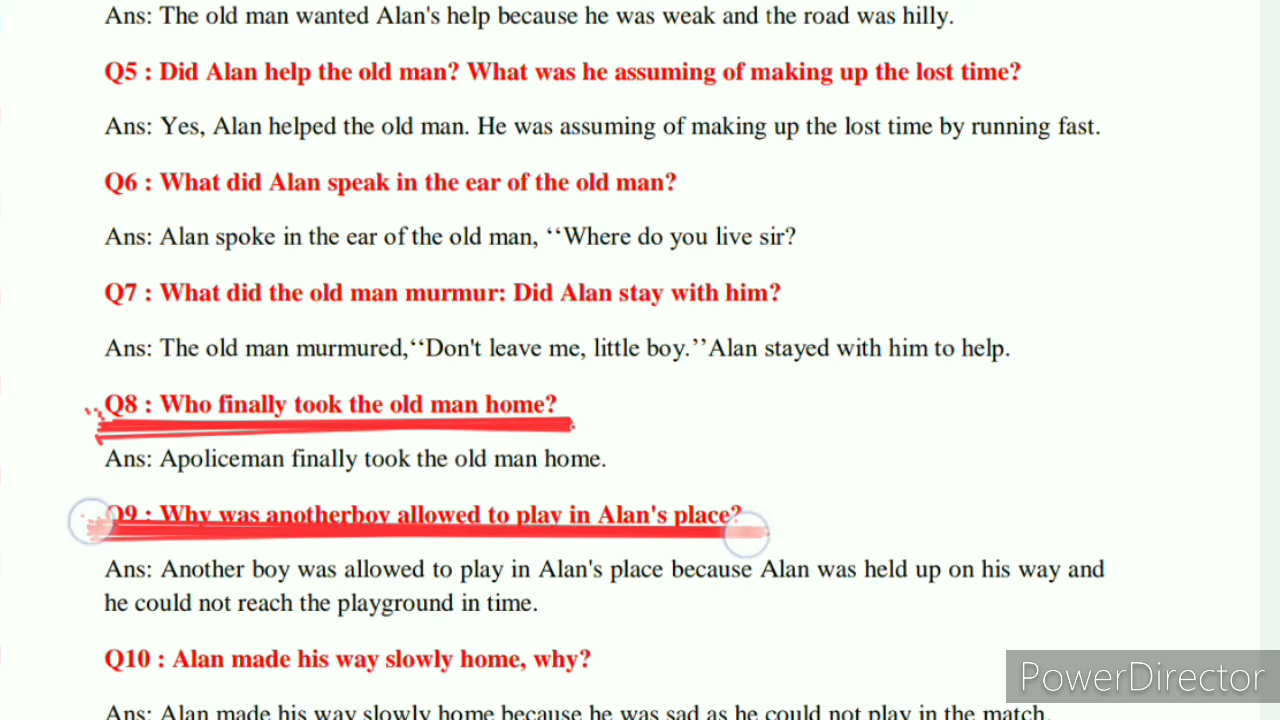 Ans: The old man wanted Alan's help because he was weak and the road was hilly.
Q5 : Did Alan help the old man? What was he assuming of making up the lost time?
Ans: Yes, Alan helped the old man. He was assuming of making up the lost time by running fast.
Q6 : What did Alan speak in the ear of the old man?
Ans: Alan spoke in the ear of the old man, ‘‘Where do you live sir?
Q7 : What did the old man murmur: Did Alan stay with him?
Ans: The old man murmured,‘‘Don't leave me, little boy.’’Alan stayed with him to help.
Q8 : Who finally took the old man home?
Ans: Apoliceman finally took the old man home.
Q9 : Why was anotherboy allowed to play in Alan's place?
Ans: Another boy was allowed to play in Alan's place because Alan was held up on his way and
he could not reach the playground in time.
Q10 : Alan made his way slowly home, why?
Ans: Alan made his way slowly home because he was sad as he could not play in the match.
PowerDirector